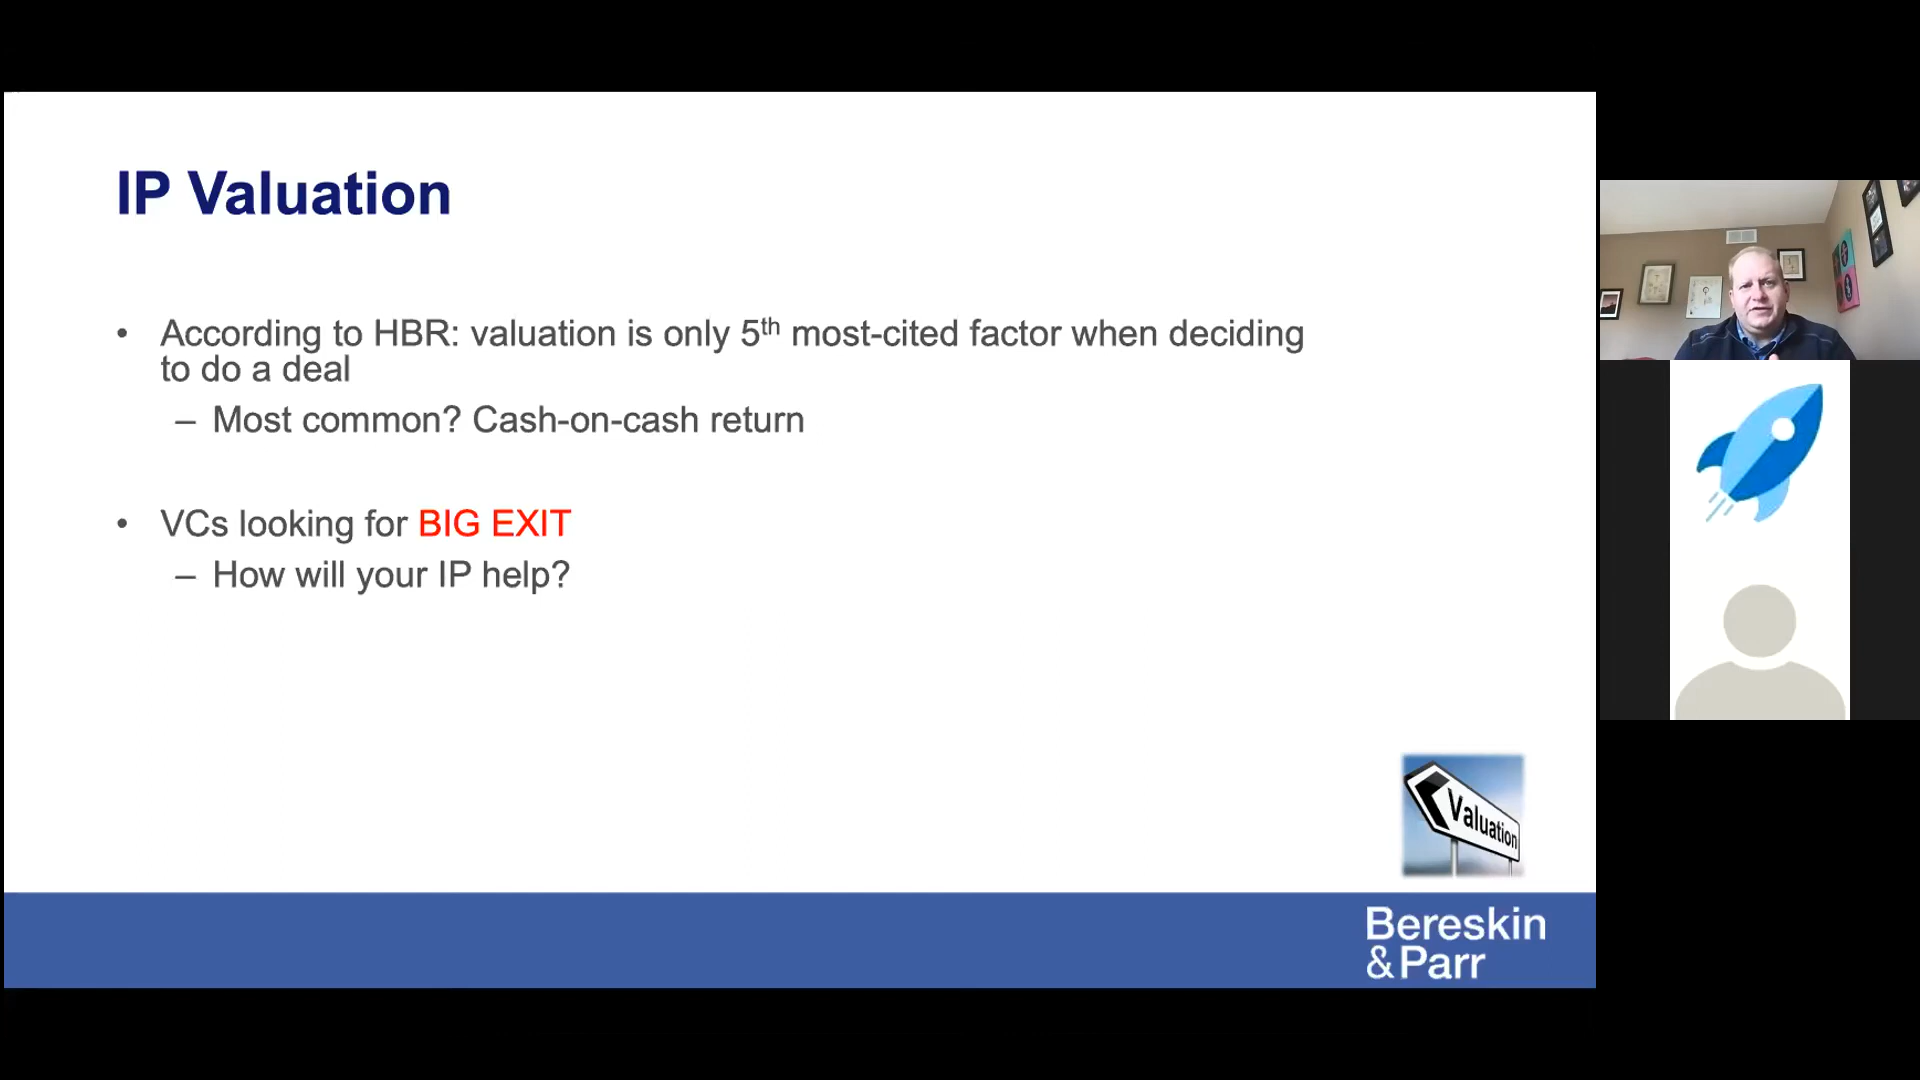 IP Valuation
• According to HBR: valuation is only 5th most-cited factor when deciding
to do a deal
– Most common? Cash-on-cash return
• VCs looking for BIG EXIT
– How will your IP help?
Valuation
Bereskin
& Parr